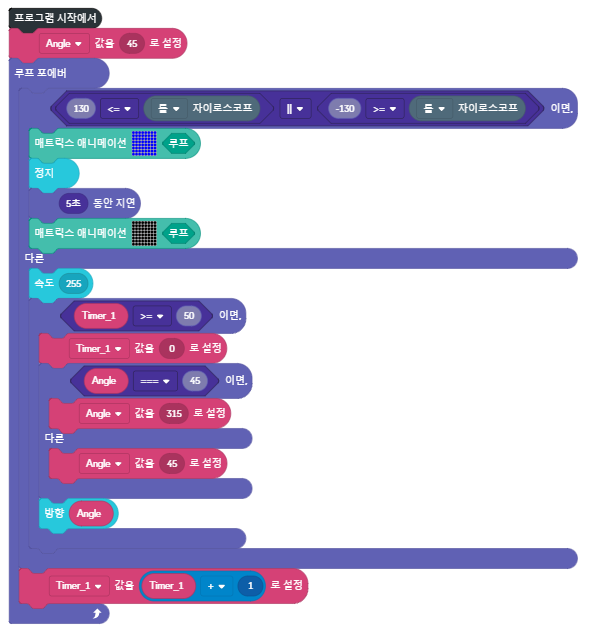 프로그램 시작에서
Angle 값을 45 로 설정
루프 포에버
130 <= 롤 자이로스코프 || -130 >= 롤 자이로스코프 이면,
매트릭스 애니메이션 루프
정지
5초 동안 지연
매트릭스 애니메이션 루프
다른
속도 255
Timer_1 >= 50 이면,
Timer_1 값을 0 로 설정
Angle === 45 이면,
Angle 값을 315 로 설정
다른
Angle 값을 45 로 설정
방향 Angle
Timer_1 값을 Timer_1 + 1 로 설정